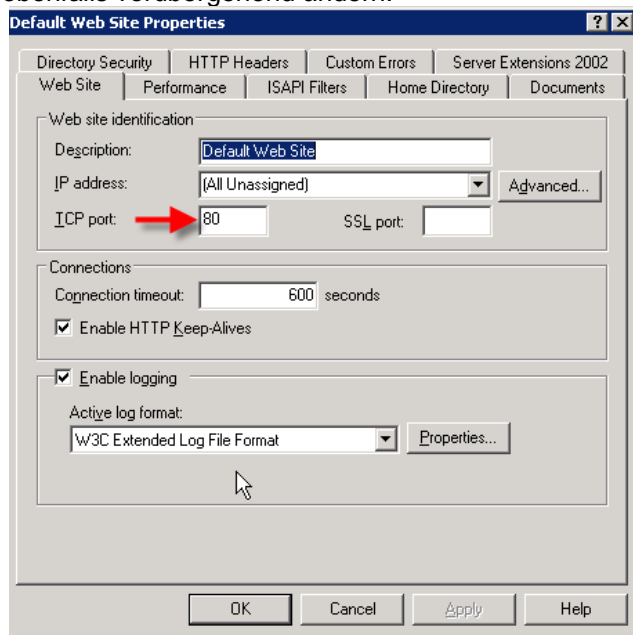 ebenfalls vorübergehend ändern.
Default Web Site Properties
Directory Security HTTP Headers Custom Errors Server Extensions 2002
Web Site Performance ISAPI Filters Home Directory Documents
Web site identification
Description: Default Web Site
IP address: (All Unassigned) Advanced...
TCP port: 80 SSL port:
Connections
Connection timeout: 600 seconds
Enable HTTP Keep-Alives
Enable logging
Active log format:
W3C Extended Log File Format Properties...
OK Cancel Apply Help